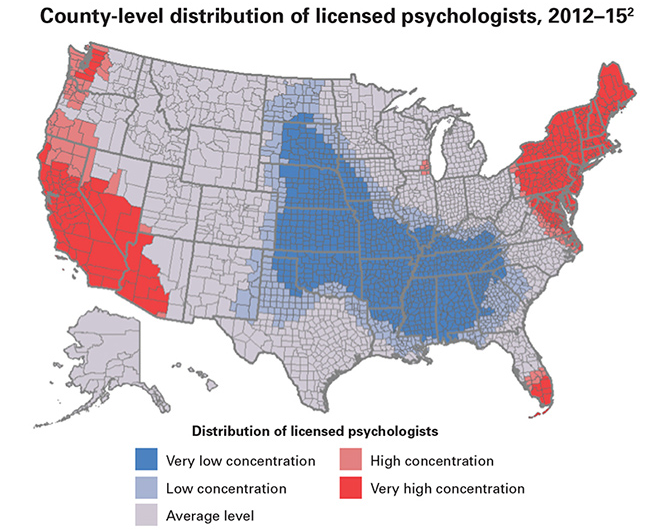 County-level distribution of licensed psychologists, 2012–15²
Distribution of licensed psychologists
Very low concentration
High concentration
Low concentration
Very high concentration
Average level